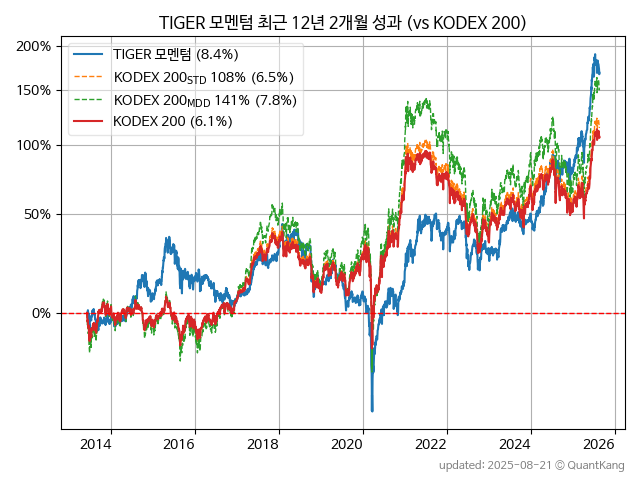 TIGER 모멘텀 최근 12년 2개월 성과 (vs KODEX 200)
TIGER 모멘텀 (8.4%)
KODEX 200STD 108% (6.5%)
KODEX 200MDD 141% (7.8%)
KODEX 200 (6.1%)
200%
150%
100%
50%
0%
2014 2016 2018 2020 2022 2024 2026
updated: 2025-08-21 © QuantKang